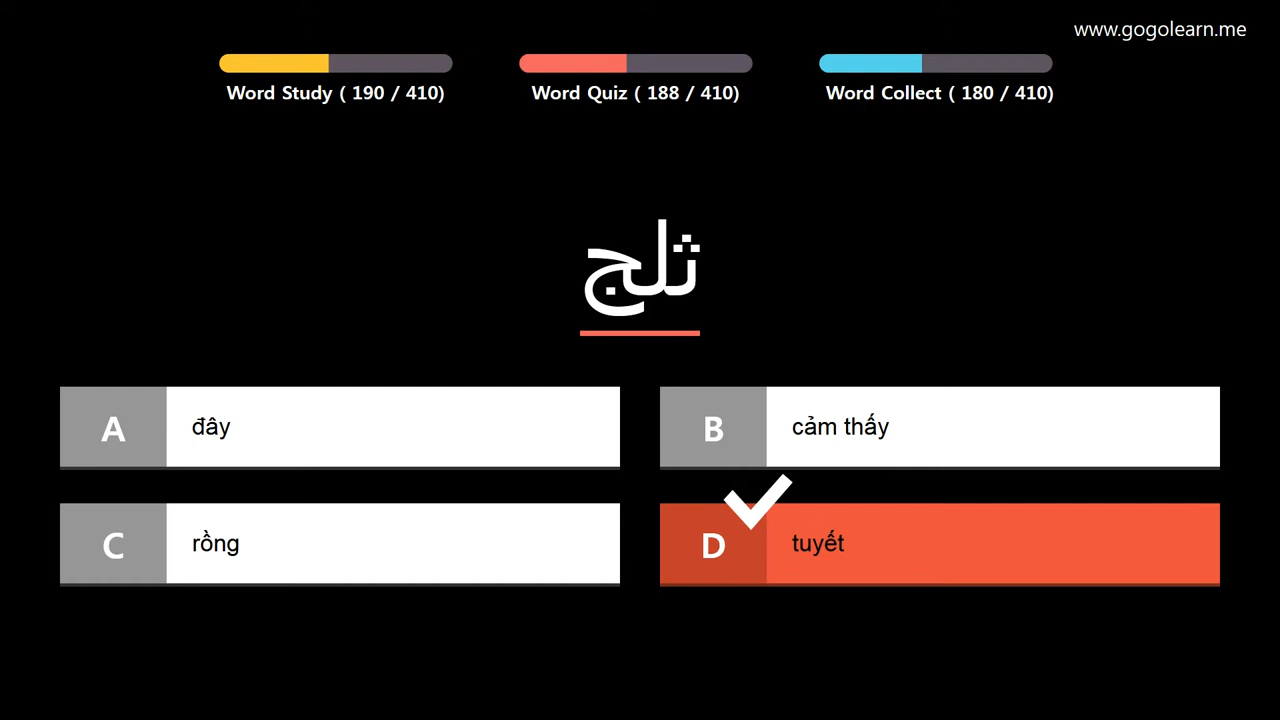 www.gogolearn.me
Word Study ( 190 / 410)
Word Quiz ( 188 / 410)
Word Collect ( 180 / 410)
ثلج
A đây
B cảm thấy
C rồng
D tuyết